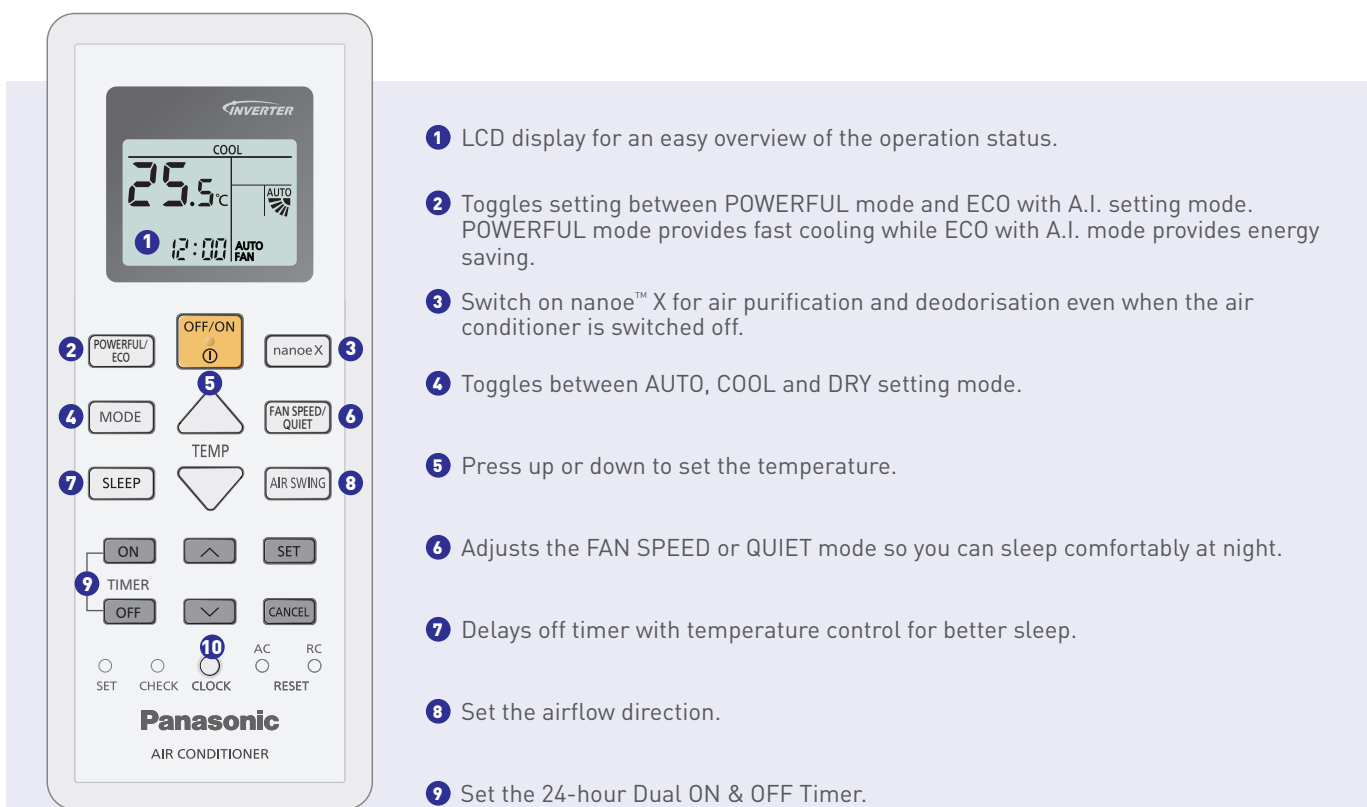 INVERTER
COOL
25.5°C
AUTO
1 12:00 AUTO
FAN
OFF/ON
2 POWERFUL/
ECO
nanoe X 3
5
4 MODE
FAN SPEED/
QUIET 6
TEMP
7 SLEEP
AIR SWING 8
ON
SET
9 TIMER
OFF
CANCEL
10 AC RC
SET CHECK CLOCK RESET
Panasonic
AIR CONDITIONER
1 LCD display for an easy overview of the operation status.
2 Toggles setting between POWERFUL mode and ECO with A.I. setting mode.
POWERFUL mode provides fast cooling while ECO with A.I. mode provides energy
saving.
3 Switch on nanoe™ X for air purification and deodorisation even when the air
conditioner is switched off.
4 Toggles between AUTO, COOL and DRY setting mode.
5 Press up or down to set the temperature.
6 Adjusts the FAN SPEED or QUIET mode so you can sleep comfortably at night.
7 Delays off timer with temperature control for better sleep.
8 Set the airflow direction.
9 Set the 24-hour Dual ON & OFF Timer.